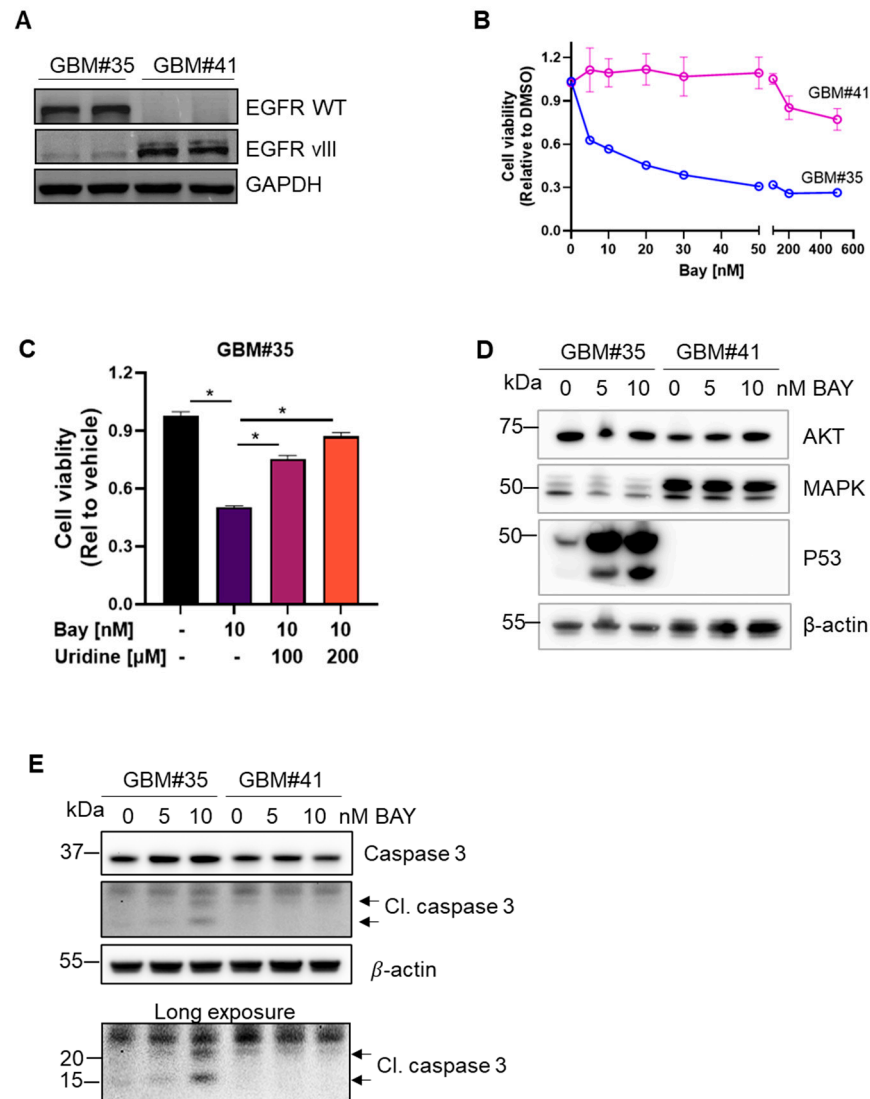 A
GBM#35 GBM#41
EGFR WT
EGFR vIII
GAPDH
B
Cell viability
(Relative to DMSO)
1.2
0.9
0.6
0.3
0.0
GBM#41
GBM#35
0 10 20 30 40 50 200 400 600
Bay [nM]
C
GBM#35
Cell viablity
(Rel to vehicle)
1.2
0.9
0.6
0.3
0.0
* * *
Bay [nM] - 10 10 10
Uridine [µM] - - 100 200
D
GBM#35 GBM#41
kDa 0 5 10 0 5 10 nM BAY
75 AKT
50 MAPK
50 P53
55 β-actin
E
GBM#35 GBM#41
kDa 0 5 10 0 5 10 nM BAY
37 Caspase 3
Cl. caspase 3
55 β-actin
Long exposure
20
Cl. caspase 3
15